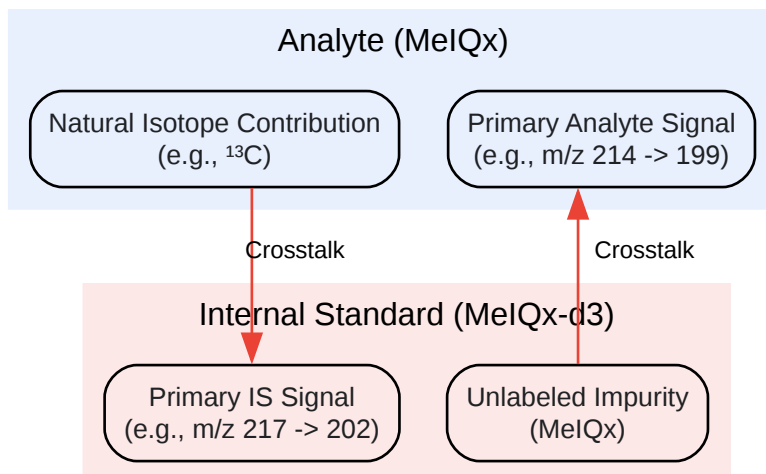 Analyte (MeIQx)
Natural Isotope Contribution
(e.g., ¹³C)
Primary Analyte Signal
(e.g., m/z 214 -> 199)
Crosstalk
Crosstalk
Internal Standard (MeIQx-d3)
Primary IS Signal
(e.g., m/z 217 -> 202)
Unlabeled Impurity
(MeIQx)